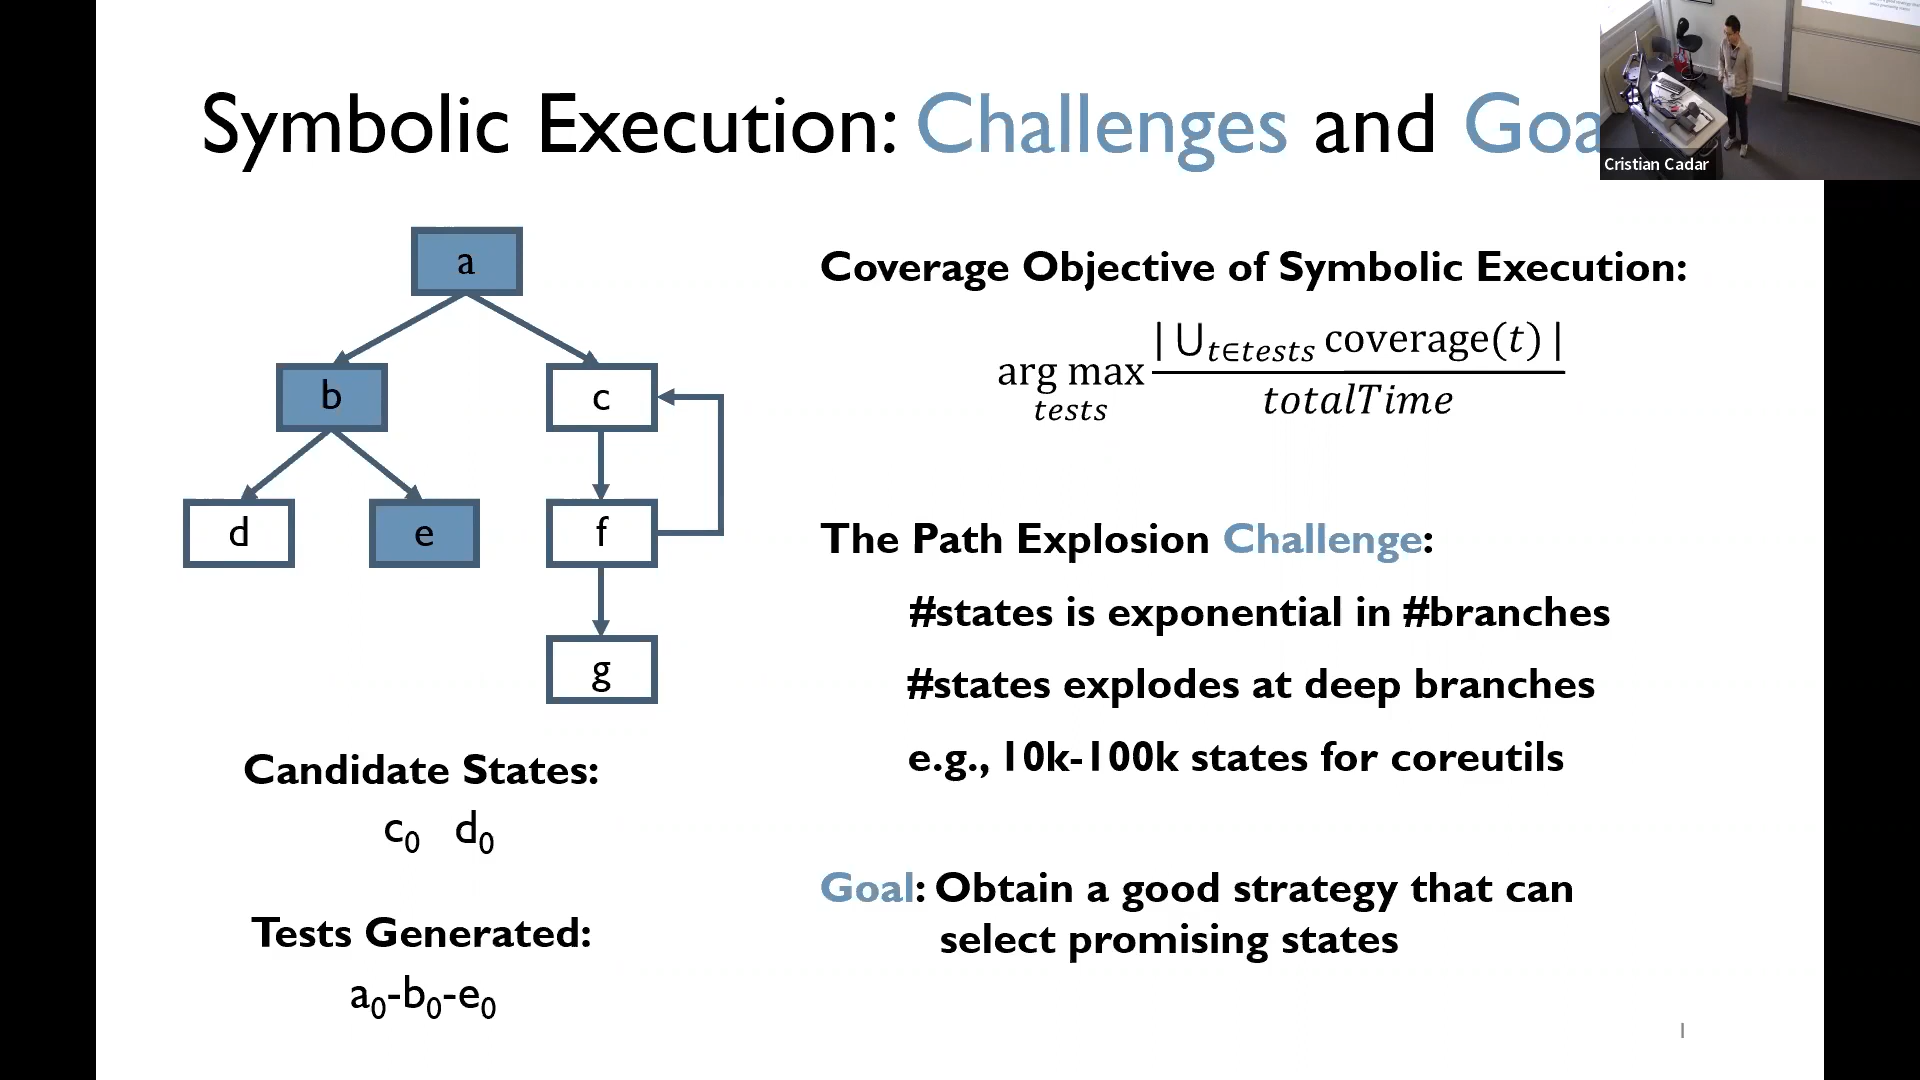 Symbolic Execution: Challenges and Goa
Cristian Cadar
a
b
c
d
e
f
g
Candidate States:
c₀ d₀
Tests Generated:
a₀-b₀-e₀
Coverage Objective of Symbolic Execution:
arg max_{tests} | ⋃_{t∈tests} coverage(t) | / totalTime
The Path Explosion Challenge:
#states is exponential in #branches
#states explodes at deep branches
e.g., 10k-100k states for coreutils
Goal: Obtain a good strategy that can
select promising states
1